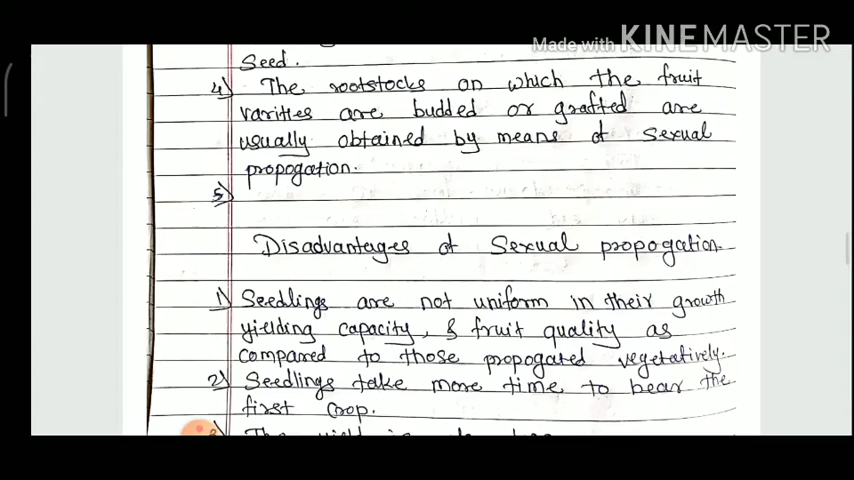 Made with KINEMASTER
Seed.
4) The rootstocks on which the fruit
varities are budded or grafted are
usually obtained by means of Sexual
propogation.
5)
Disadvantages of Sexual propogation
1) Seedlings are not uniform in their growth
yielding capacity, & fruit quality as
compared to those propogated vegetatively.
2) Seedlings take more time to bear the
first crop.